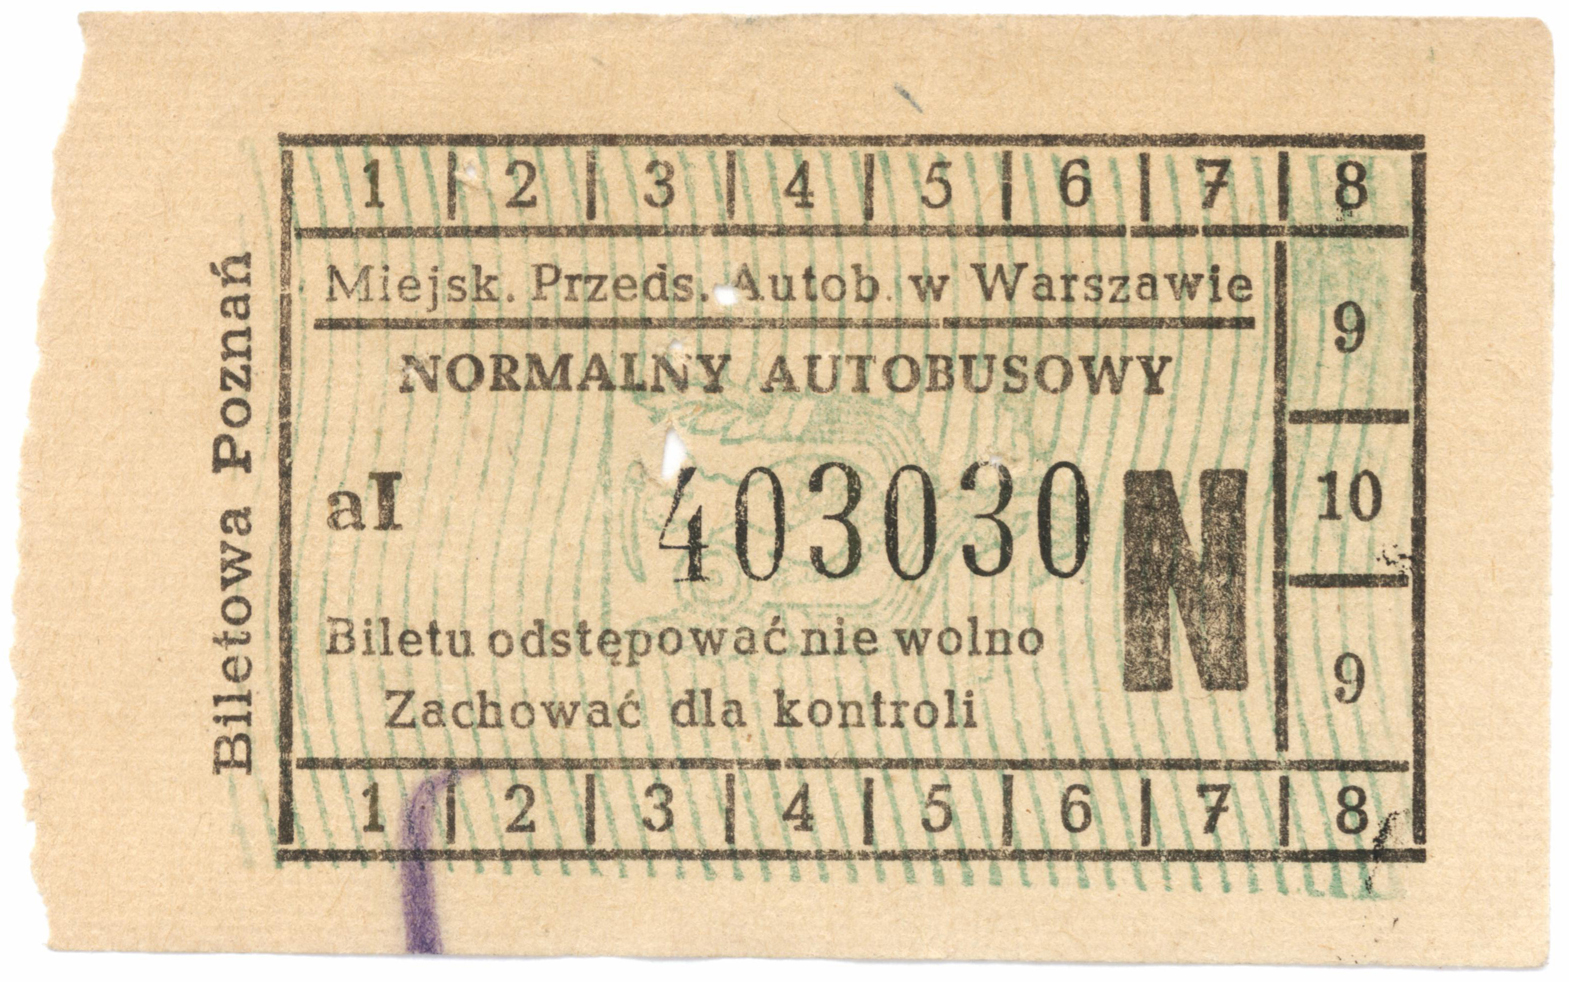 Biletowa Poznań
1 2 3 4 5 6 7 8
Miejsk. Przeds. Autob. w Warszawie
9
NORMALNY AUTOBUSOWY
aI 403030 N
10
Biletu odstępować nie wolno
9
Zachować dla kontroli
1 2 3 4 5 6 7 8